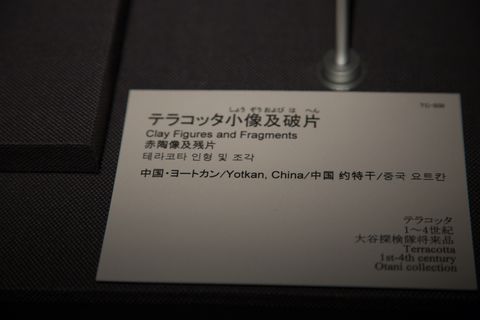 しょう ぞう および は へん
テラコッタ小像及破片
Clay Figures and Fragments
赤陶像及残片
테라코타 인형 및 조각
中国・ヨートカン/Yotkan, China/中国 约特干/중국 요트칸
テラコッタ
1～4世紀
大谷探検隊将来品
Terracotta
1st-4th century
Otani collection